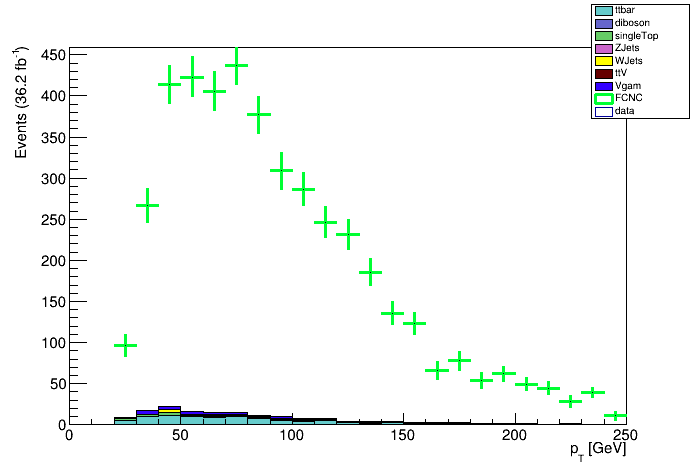 ttbar
diboson
singleTop
ZJets
WJets
ttV
Vgam
FCNC
data
Events (36.2 fb⁻¹)
450
400
350
300
250
200
150
100
50
0
0 50 100 150 200 250
p_T [GeV]